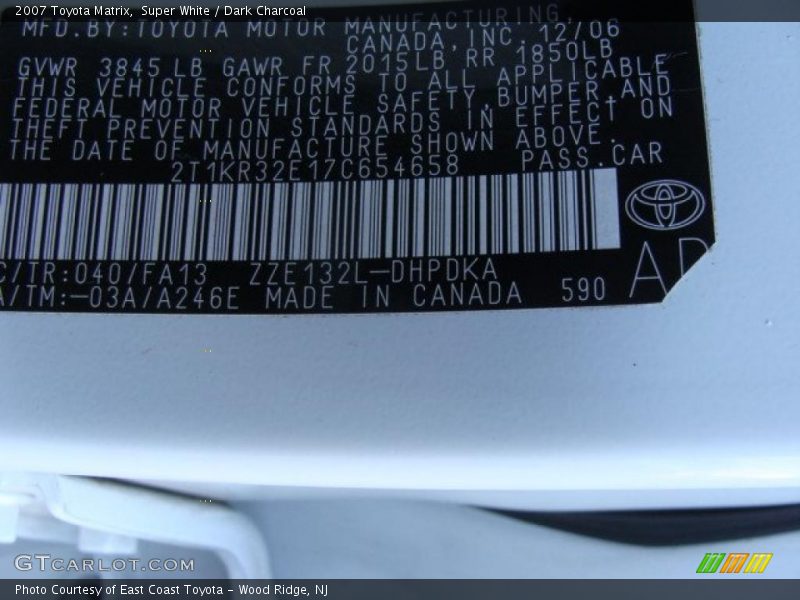 2007 Toyota Matrix, Super White / Dark Charcoal
MFD.BY:TOYOTA MOTOR MANUFACTURING
CANADA,INC. 12/06
GVWR 3845 LB GAWR FR 2015LB, RR 1850LB
THIS VEHICLE CONFORMS TO ALL APPLICABLE
FEDERAL MOTOR VEHICLE SAFETY,BUMPER,AND
THEFT PREVENTION STANDARDS IN EFFECT ON
THE DATE OF MANUFACTURE SHOWN ABOVE.
2T1KR32E17C654658 PASS.CAR
C/TR:040/FA13 ZZE132L-DHPDKA
A/TM:-03A/A246E MADE IN CANADA 590
AP
GTCARLOT.COM
Photo Courtesy of East Coast Toyota - Wood Ridge, NJ